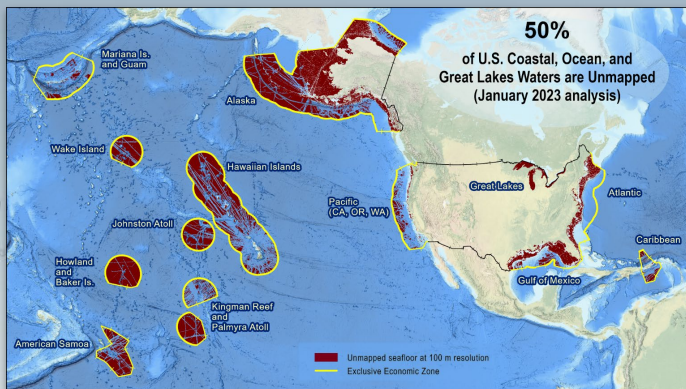 50%
of U.S. Coastal, Ocean, and
Great Lakes Waters are Unmapped
(January 2023 analysis)
Mariana Is.
and Guam
Alaska
Wake Island
Hawaiian Islands
Great Lakes
Pacific
(CA, OR, WA)
Atlantic
Johnston Atoll
Caribbean
Howland
and
Baker Is.
Gulf of Mexico
Kingman Reef
and
Palmyra Atoll
American Samoa
Unmapped seafloor at 100 m resolution
Exclusive Economic Zone